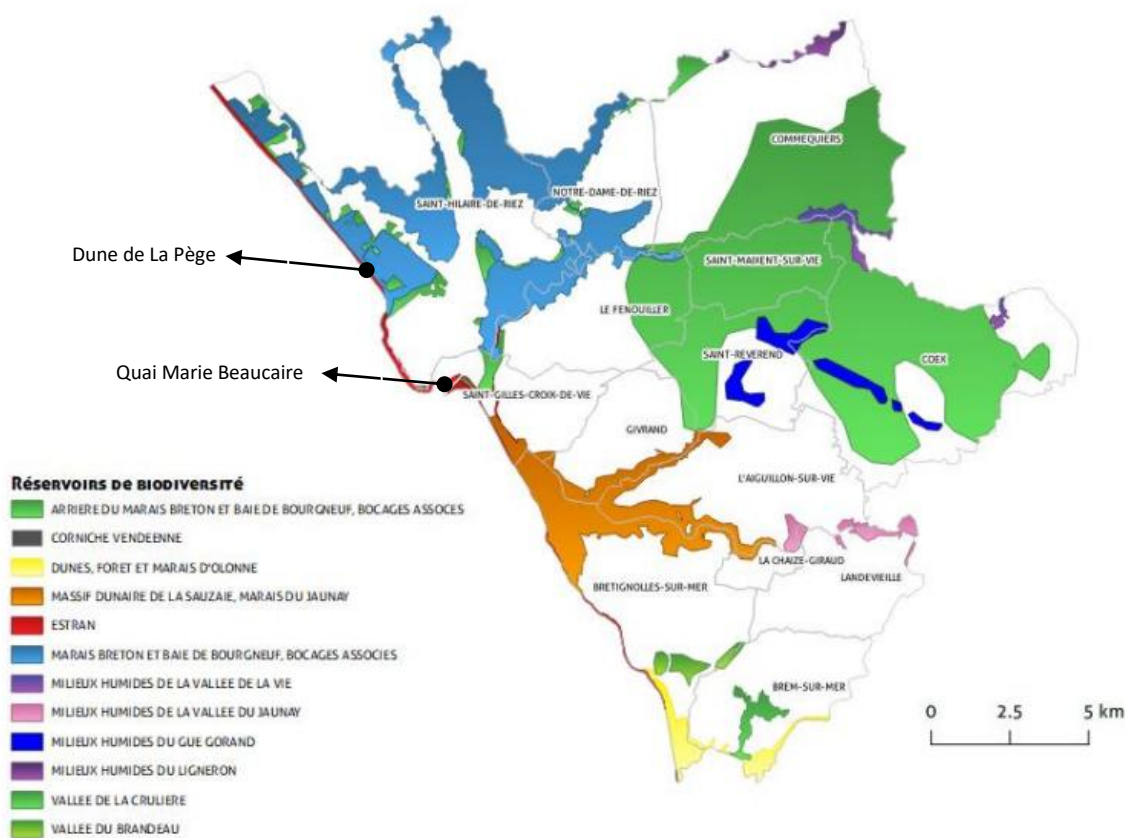 COMMEQUIERS
NOTRE-DAME-DE-RIEZ
SAINT-HILAIRE-DE-RIEZ
Dune de La Pège
SAINT-MAIXENT-SUR-VIE
LE FENOUILLER
SAINT-REVEREND
COEX
Quai Marie Beaucaire
SAINT-GILLES-CROIX-DE-VIE
GIVRAND
L'AIGUILLON-SUR-VIE
LA CHAIZE-GIRAUD
LANDEVIEILLE
BRETIGNOLLES-SUR-MER
BREM-SUR-MER
Réservoirs de biodiversité
ARRIERE DU MARAIS BRETON ET BAIE DE BOURGNEUF, BOCAGES ASSOCES
CORNICHE VENDEENNE
DUNES, FORET ET MARAIS D'OLONNE
MASSIF DUNAIRE DE LA SAUZAIE, MARAIS DU JAUNAY
ESTRAN
MARAIS BRETON ET BAIE DE BOURGNEUF, BOCAGES ASSOCIES
MILIEUX HUMIDES DE LA VALLEE DE LA VIE
MILIEUX HUMIDES DE LA VALLEE DU JAUNAY
MILIEUX HUMIDES DU GUE GORAND
MILIEUX HUMIDES DU LIGNERON
VALLEE DE LA CRULIERE
VALLEE DU BRANDEAU
0 2.5 5 km